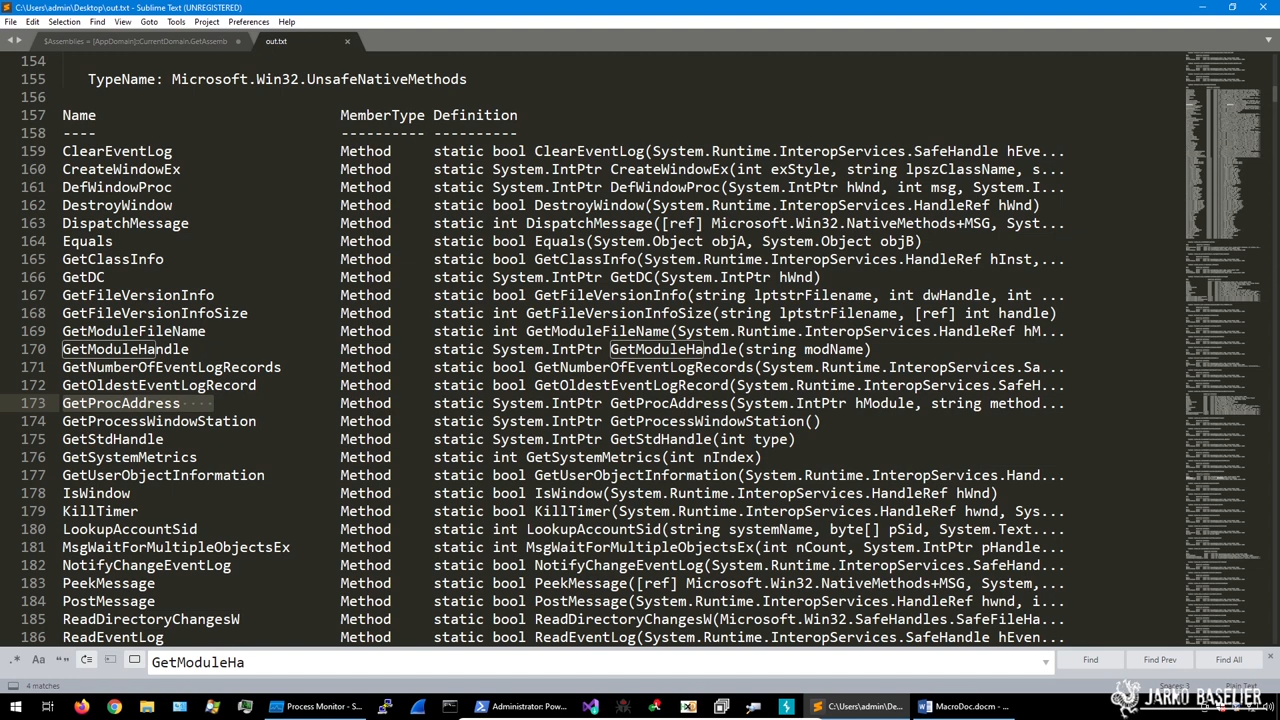 C:\Users\admin\Desktop\out.txt - Sublime Text (UNREGISTERED)
File Edit Selection Find View Goto Tools Project Preferences Help
$Assemblies = [AppDomain]::CurrentDomain.GetAssemb
out.txt
154
155 TypeName: Microsoft.Win32.UnsafeNativeMethods
156
157 Name MemberType Definition
158 ---- ---------- ----------
159 ClearEventLog Method static bool ClearEventLog(System.Runtime.InteropServices.SafeHandle hEve...
160 CreateWindowEx Method static System.IntPtr CreateWindowEx(int exStyle, string lpszClassName, s...
161 DefWindowProc Method static System.IntPtr DefWindowProc(System.IntPtr hWnd, int msg, System.I...
162 DestroyWindow Method static bool DestroyWindow(System.Runtime.InteropServices.HandleRef hWnd)
163 DispatchMessage Method static int DispatchMessage([ref] Microsoft.Win32.NativeMethods+MSG, Syst...
164 Equals Method static bool Equals(System.Object objA, System.Object objB)
165 GetClassInfo Method static bool GetClassInfo(System.Runtime.InteropServices.HandleRef hInst,...
166 GetDC Method static System.IntPtr GetDC(System.IntPtr hWnd)
167 GetFileVersionInfo Method static bool GetFileVersionInfo(string lptstrFilename, int dwHandle, int ...
168 GetFileVersionInfoSize Method static int GetFileVersionInfoSize(string lptstrFilename, [ref] int handle)
169 GetModuleFileName Method static int GetModuleFileName(System.Runtime.InteropServices.HandleRef hM...
170 GetModuleHandle Method static System.IntPtr GetModuleHandle(string modName)
171 GetNumberOfEventLogRecords Method static bool GetNumberOfEventLogRecords(System.Runtime.InteropServices.Sa...
172 GetOldestEventLogRecord Method static bool GetOldestEventLogRecord(System.Runtime.InteropServices.SafeH...
173 GetProcAddress Method static System.IntPtr GetProcAddress(System.IntPtr hModule, string method...
174 GetProcessWindowStation Method static System.IntPtr GetProcessWindowStation()
175 GetStdHandle Method static System.IntPtr GetStdHandle(int type)
176 GetSystemMetrics Method static int GetSystemMetrics(int nIndex)
177 GetUserObjectInformation Method static bool GetUserObjectInformation(System.Runtime.InteropServices.Hand...
178 IsWindow Method static bool IsWindow(System.Runtime.InteropServices.HandleRef hWnd)
179 KillTimer Method static bool KillTimer(System.Runtime.InteropServices.HandleRef hwnd, Sys...
180 LookupAccountSid Method static int LookupAccountSid(string systemName, byte[] pSid, System.Text...
181 MsgWaitForMultipleObjectsEx Method static int MsgWaitForMultipleObjectsEx(int nCount, System.IntPtr pHandle...
182 NotifyChangeEventLog Method static bool NotifyChangeEventLog(System.Runtime.InteropServices.SafeHand...
183 PeekMessage Method static bool PeekMessage([ref] Microsoft.Win32.NativeMethods+MSG, System,...
184 PostMessage Method static bool PostMessage(System.Runtime.InteropServices.HandleRef hwnd, i...
185 ReadDirectoryChangesW Method static bool ReadDirectoryChangesW(Microsoft.Win32.SafeHandles.SafeFileHa...
186 ReadEventLog Method static bool ReadEventLog(System.Runtime.InteropServices.SafeHandle hEven...
.* Aa “” GetModuleHa Find Find Prev Find All
4 matches Spaces: 3 Plain Text
JARNO BASELIER
Process Monitor - S...
Administrator: Pow...
C:\Users\admin\De...
MacroDoc.docm - ...